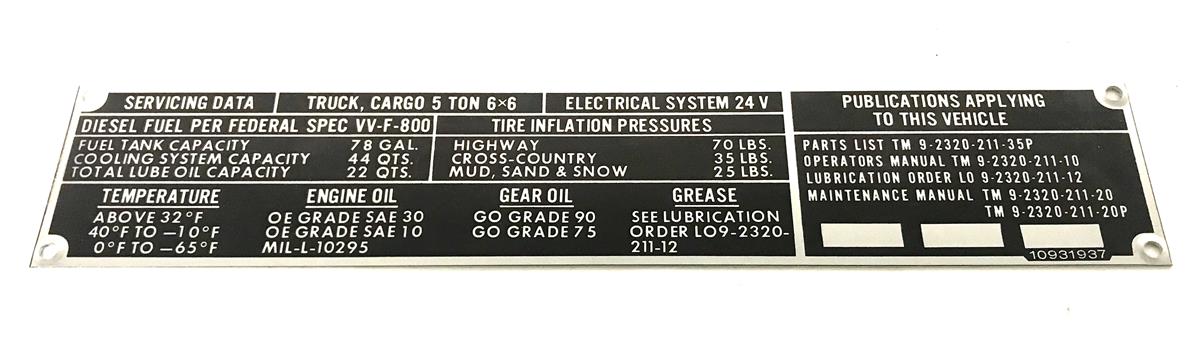 SERVICING DATA
TRUCK, CARGO 5 TON 6×6
ELECTRICAL SYSTEM 24 V
DIESEL FUEL PER FEDERAL SPEC VV-F-800
FUEL TANK CAPACITY 78 GAL.
COOLING SYSTEM CAPACITY 44 QTS.
TOTAL LUBE OIL CAPACITY 22 QTS.
TIRE INFLATION PRESSURES
HIGHWAY 70 LBS.
CROSS-COUNTRY 35 LBS.
MUD, SAND & SNOW 25 LBS.
TEMPERATURE ENGINE OIL GEAR OIL GREASE
ABOVE 32°F OE GRADE SAE 30 GO GRADE 90 SEE LUBRICATION
40°F TO -10°F OE GRADE SAE 10 GO GRADE 75 ORDER LO9-2320-
0°F TO -65°F MIL-L-10295 211-12
PUBLICATIONS APPLYING
TO THIS VEHICLE
PARTS LIST TM 9-2320-211-35P
OPERATORS MANUAL TM 9-2320-211-10
LUBRICATION ORDER LO 9-2320-211-12
MAINTENANCE MANUAL TM 9-2320-211-20
TM 9-2320-211-20P
10931937